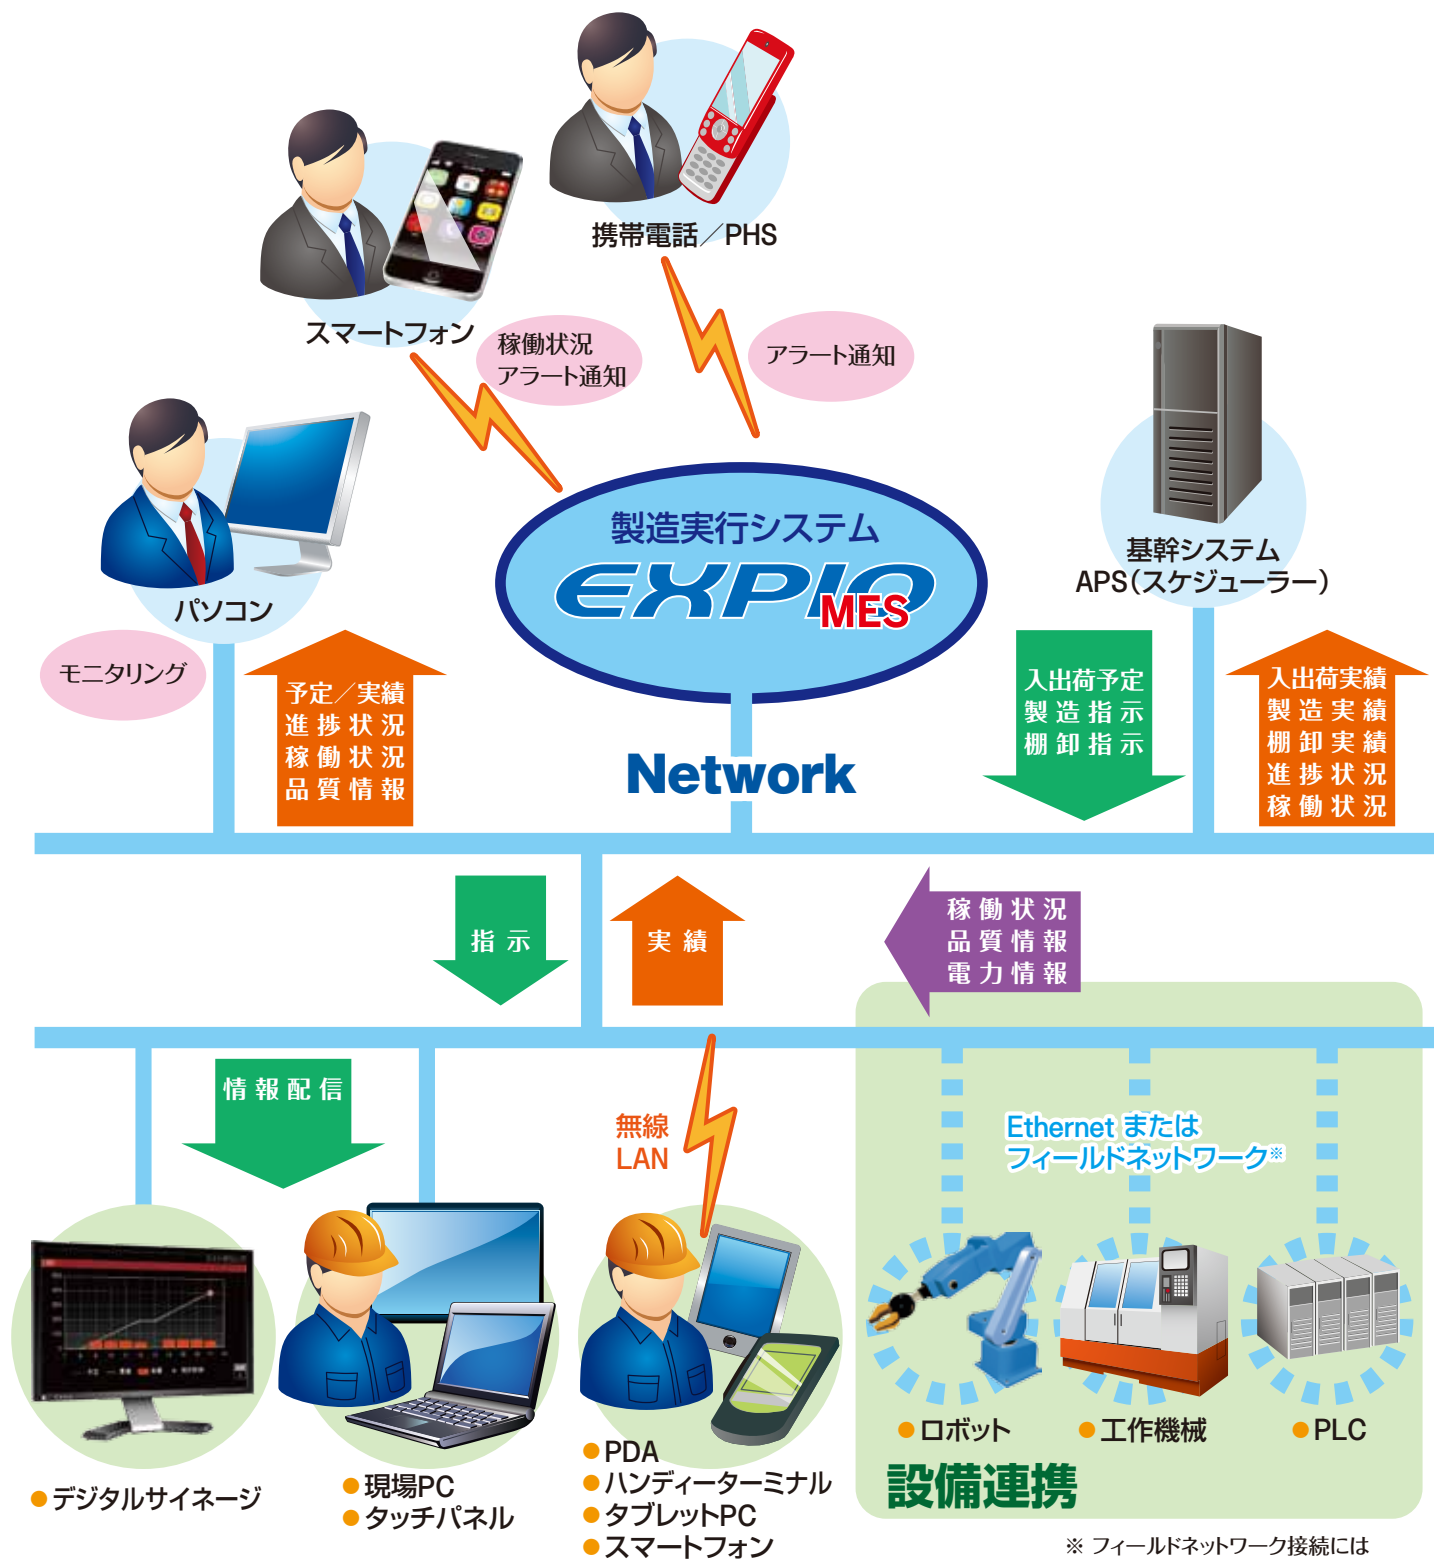 携帯電話／PHS
スマートフォン
稼働状況
アラート通知
アラート通知
製造実行システム
EXPIO
MES
基幹システム
APS（スケジューラー）
パソコン
モニタリング
予定／実績
進捗状況
稼働状況
品質情報
入出荷予定
製造指示
棚卸指示
入出荷実績
製造実績
棚卸実績
進捗状況
稼働状況
Network
指示
実績
稼働状況
品質情報
電力情報
情報配信
無線
LAN
Ethernet または
フィールドネットワーク※
●デジタルサイネージ
●現場PC
●タッチパネル
●PDA
●ハンディーターミナル
●タブレットPC
●スマートフォン
●ロボット
●工作機械
●PLC
設備連携
※ フィールドネットワーク接続には